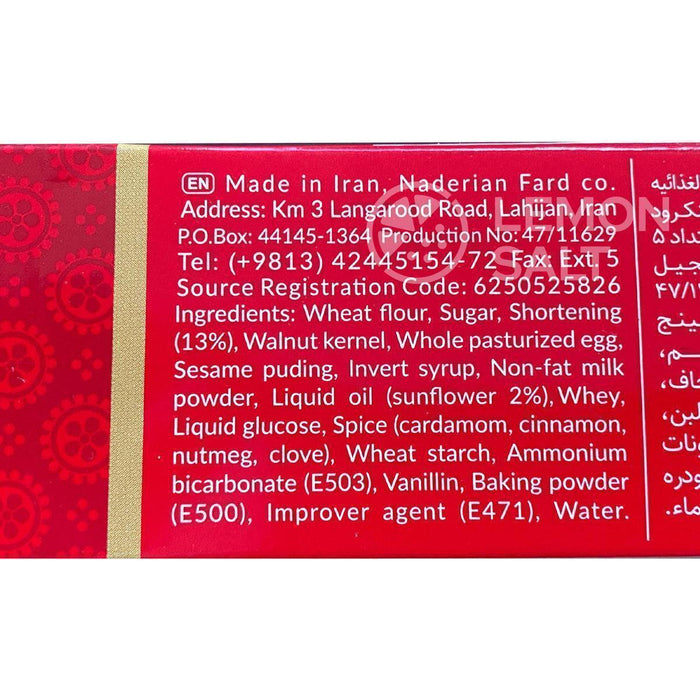 EN Made in Iran, Naderian Fard co.
Address: Km 3 Langarood Road, Lahijan, Iran
P.O.Box: 44145-1364 Production No: 47/11629
Tel: (+9813) 42445154-72 Fax: Ext. 5
Source Registration Code: 6250525826
Ingredients: Wheat flour, Sugar, Shortening
(13%), Walnut kernel, Whole pasturized egg,
Sesame puding, Invert syrup, Non-fat milk
powder, Liquid oil (sunflower 2%), Whey,
Liquid glucose, Spice (cardamom, cinnamon,
nutmeg, clove), Wheat starch, Ammonium
bicarbonate (E503), Vanillin, Baking powder
(E500), Improver agent (E471), Water.
LEMON
SALT